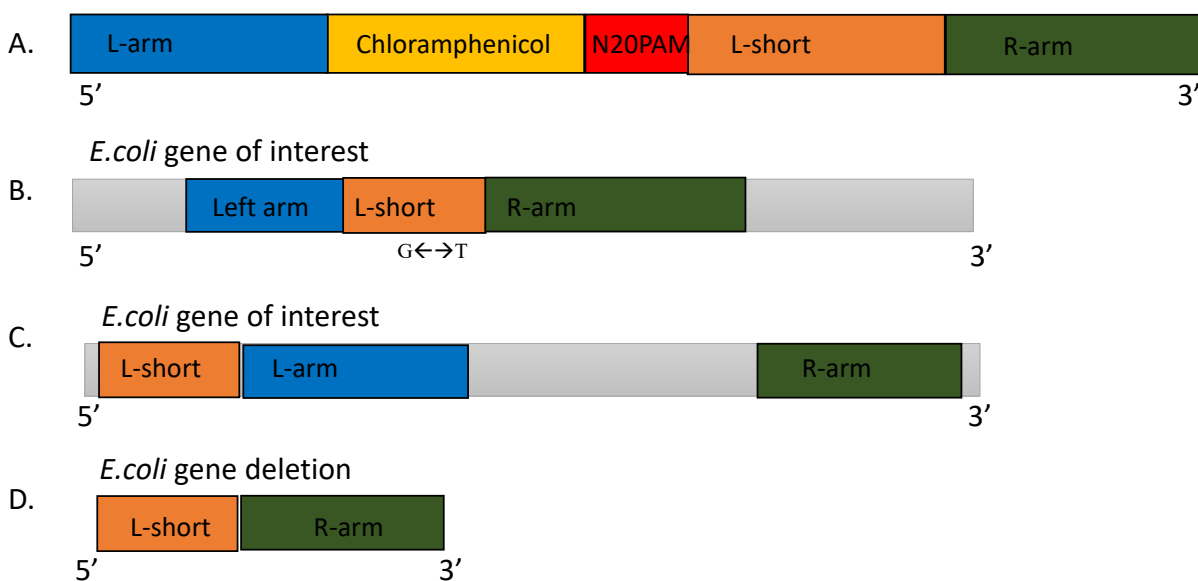 A. L-arm Chloramphenicol N20PAM L-short R-arm
5’ 3’
E.coli gene of interest
B. Left arm L-short R-arm
G←→T
5’ 3’
E.coli gene of interest
C. L-short L-arm R-arm
5’ 3’
E.coli gene deletion
D. L-short R-arm
5’ 3’